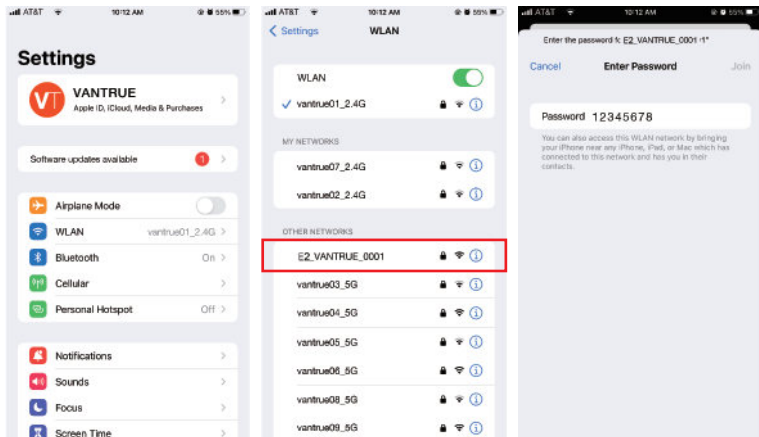 AT&T 10:12 AM 55%
Settings
VT
VANTRUE
Apple ID, iCloud, Media & Purchases
Software updates available 1
Airplane Mode
WLAN vantrue01_2.4G
Bluetooth On
Cellular
Personal Hotspot Off
Notifications
Sounds
Focus
Screen Time
AT&T 10:12 AM 55%
Settings WLAN
WLAN
vantrue01_2.4G
MY NETWORKS
vantrue07_2.4G
vantrue02_2.4G
OTHER NETWORKS
E2_VANTRUE_0001
vantrue03_5G
vantrue04_5G
vantrue05_5G
vantrue06_5G
vantrue08_5G
vantrue09_5G
AT&T 10:12 AM 55%
Enter the password fc E2_VANTRUE_0001
Cancel Enter Password Join
Password 12345678
You can also access this WLAN network by bringing
your iPhone near any iPhone, iPad, or Mac which has
connected to this network and has you in their
contacts.